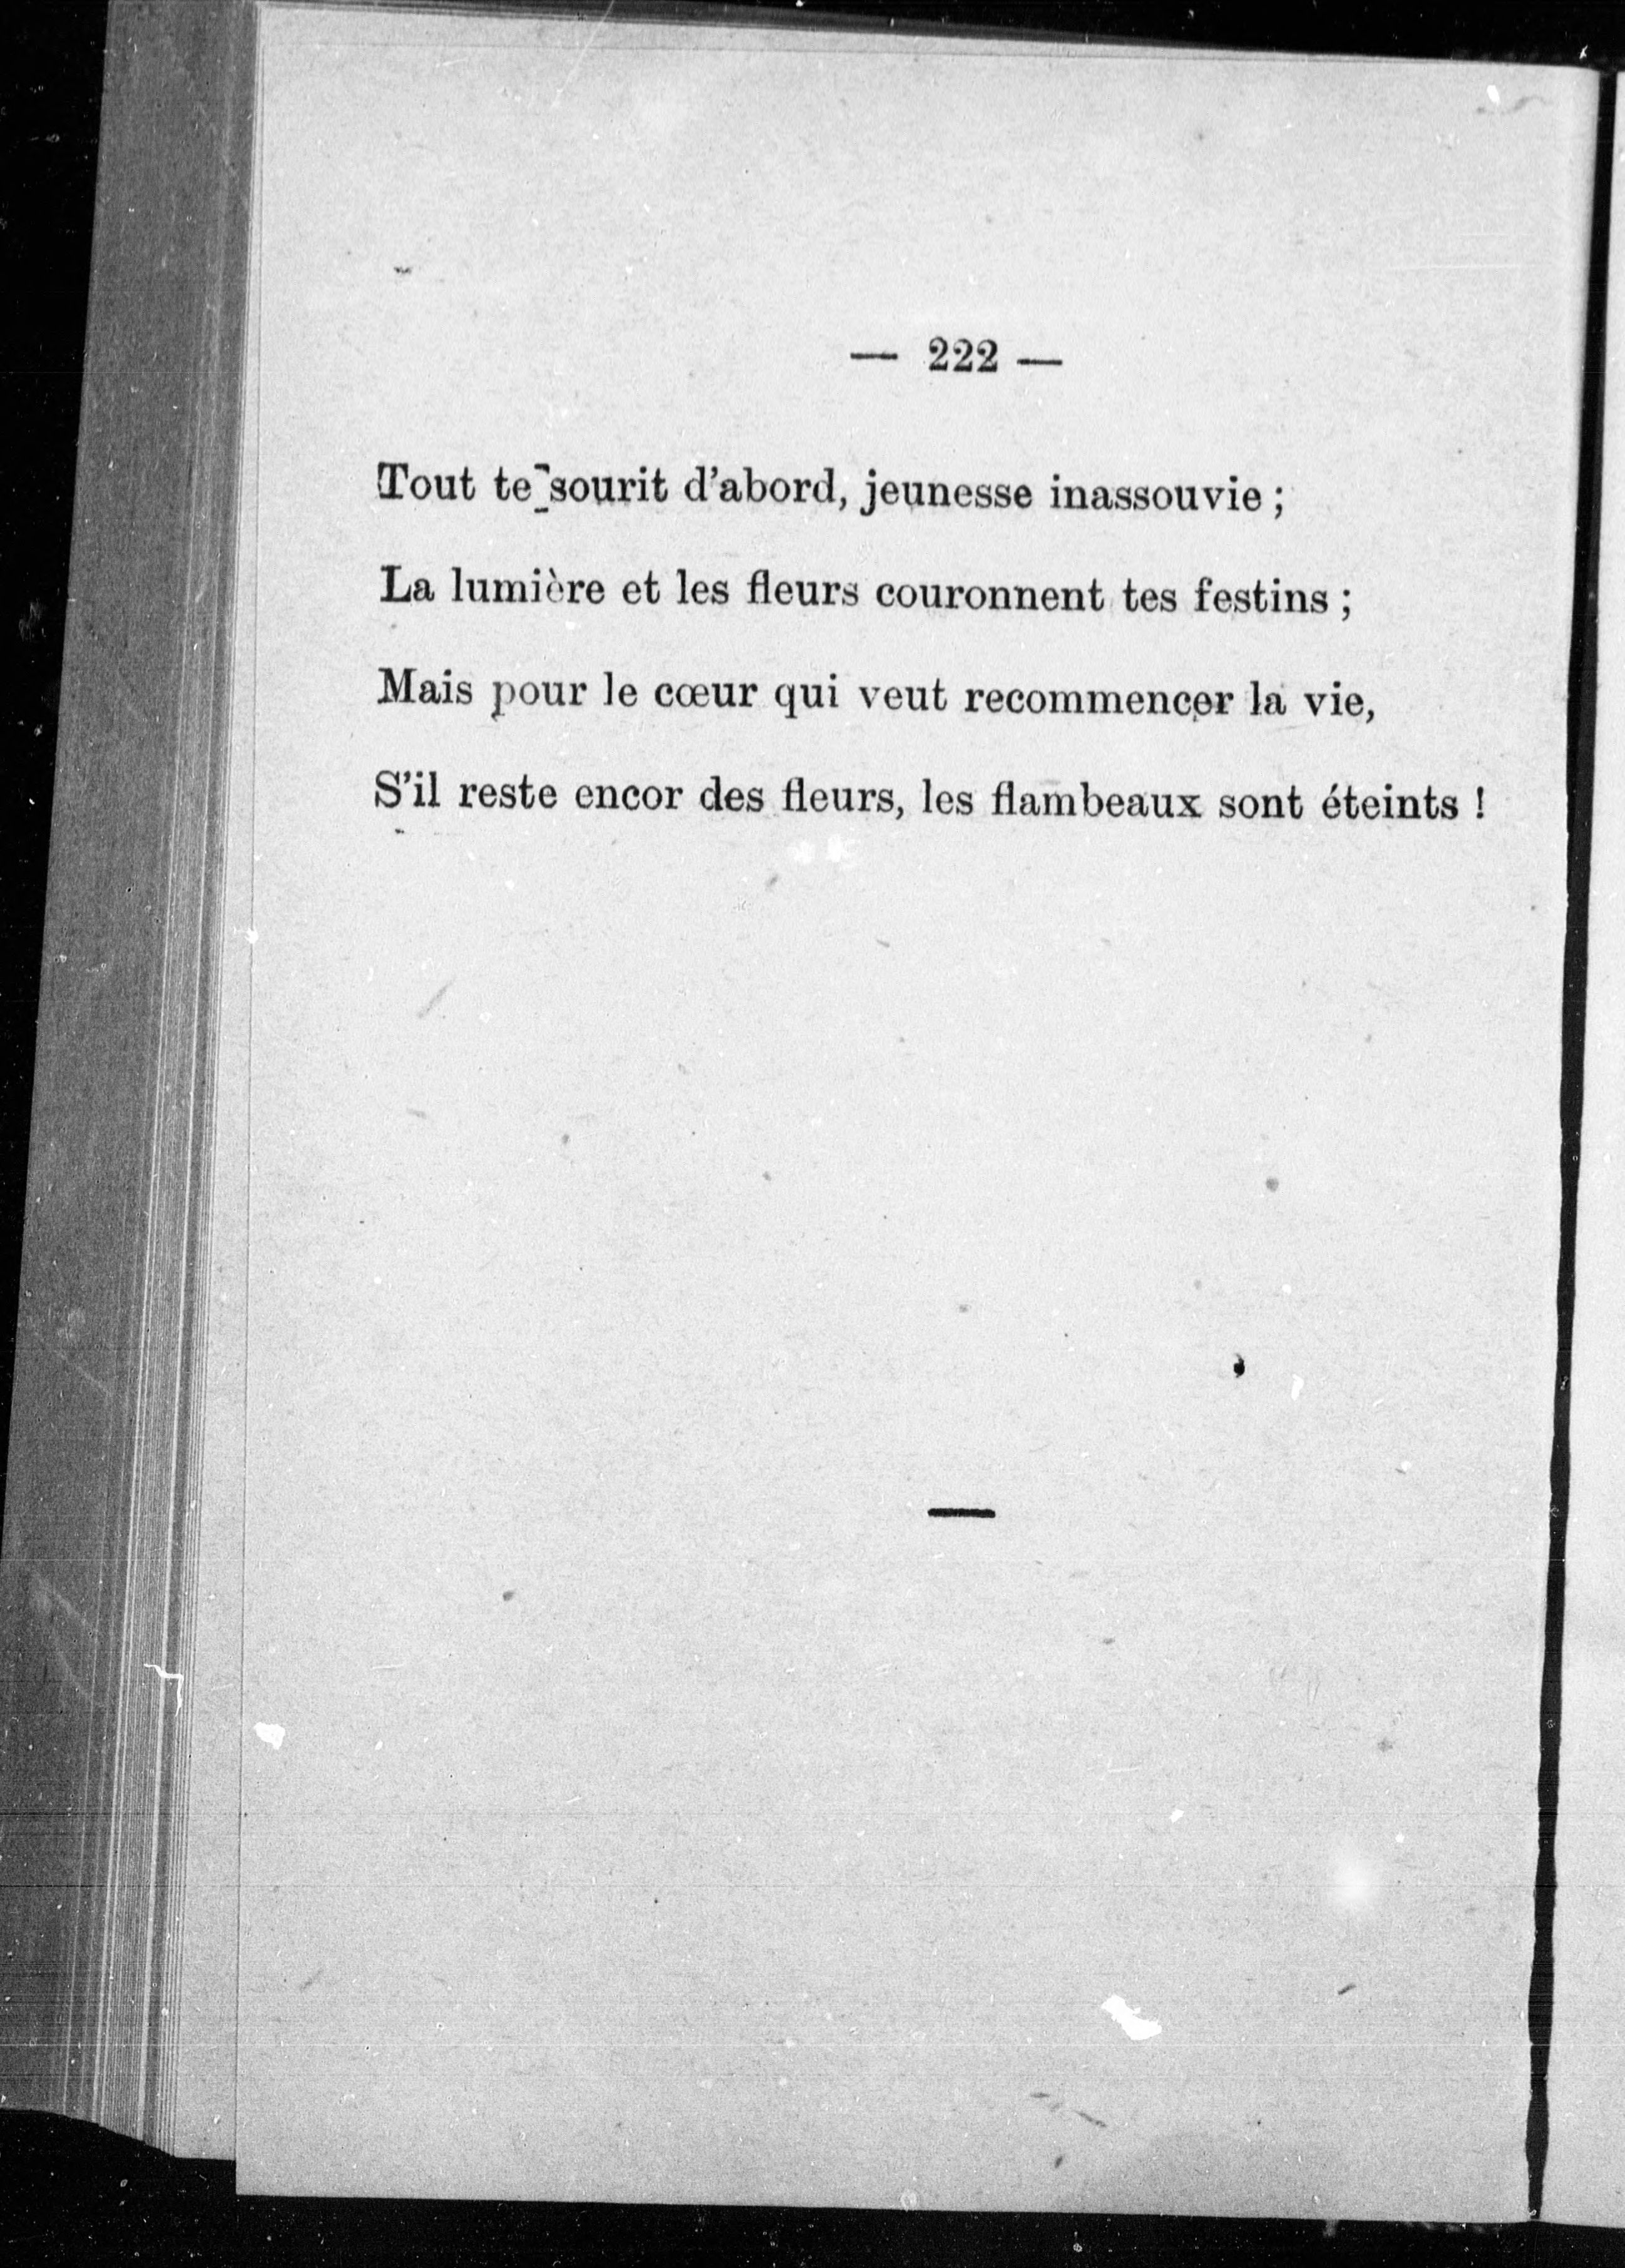 — 222 —
Tout te sourit d'abord, jeunesse inassouvie ;
La lumière et les fleurs couronnent tes festins ;
Mais pour le cœur qui veut recommencer la vie,
S'il reste encor des fleurs, les flambeaux sont éteints !